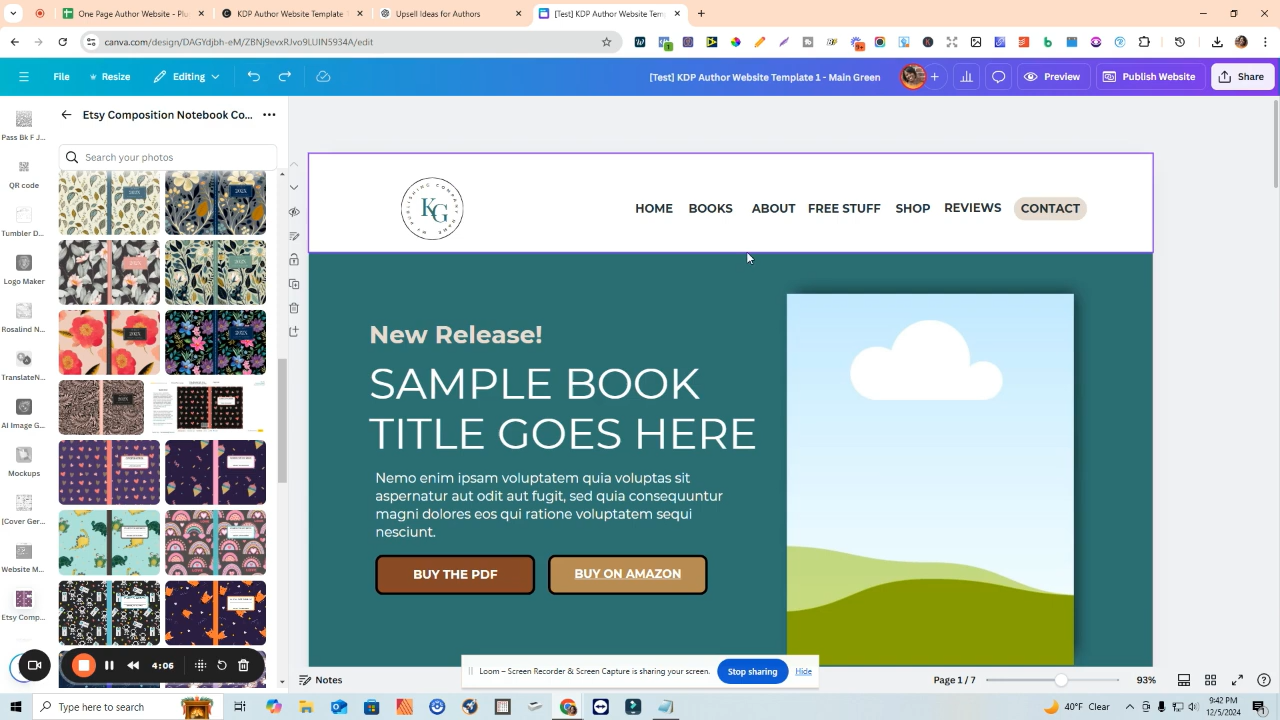 One Page Author Website - Plu
KDP Author Website Template
Upsell Ideas for Authors
[Test] KDP Author Website Tem
canva.com/design/DAGYdjbh-eM/ZBNj9evxRJvo9LUIN5934A/edit
File
Resize
Editing
[Test] KDP Author Website Template 1 - Main Green
Preview
Publish Website
Share
Etsy Composition Notebook Co...
Search your photos
Pass Bk F J...
QR code
Tumbler D...
Logo Maker
Rosalind N...
TranslateN...
AI Image G...
Mockups
[Cover Ger...
Website M...
Etsy Comp...
KG
HOME
BOOKS
ABOUT
FREE STUFF
SHOP
REVIEWS
CONTACT
New Release!
SAMPLE BOOK
TITLE GOES HERE
Nemo enim ipsam voluptatem quia voluptas sit
aspernatur aut odit aut fugit, sed quia consequuntur
magni dolores eos qui ratione voluptatem sequi
nesciunt.
BUY THE PDF
BUY ON AMAZON
4:06
Loom – Screen Recorder & Screen Capture is sharing your screen.
Stop sharing
Hide
Notes
Page 1 / 7
93%
Type here to search
40°F Clear
9:42 PM
12/5/2024